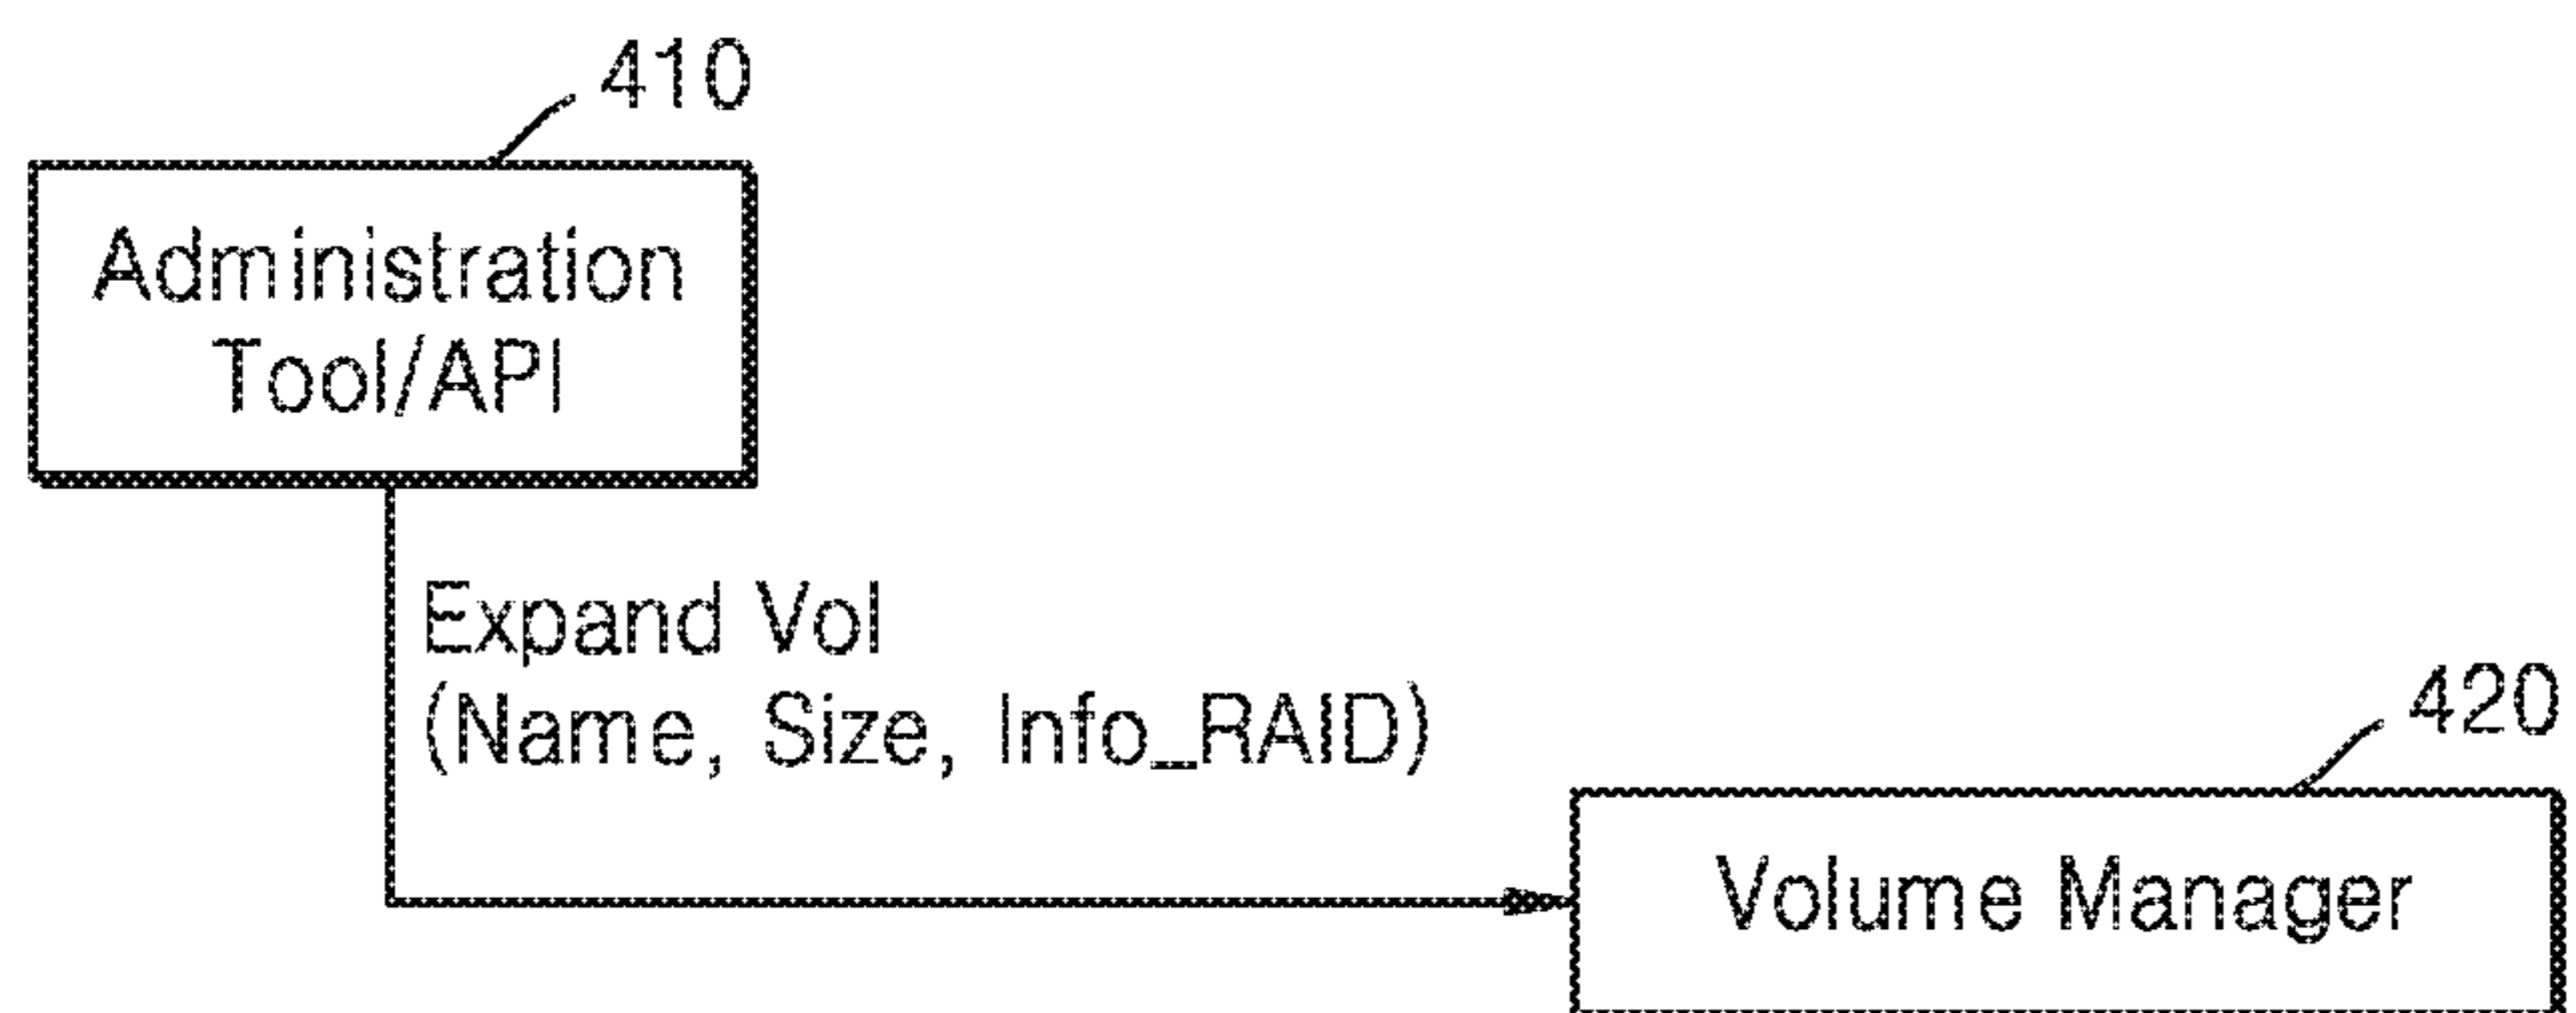 410
Administration
Tool/API
Expand Vol
(Name, Size, Info_RAID)
420
Volume Manager